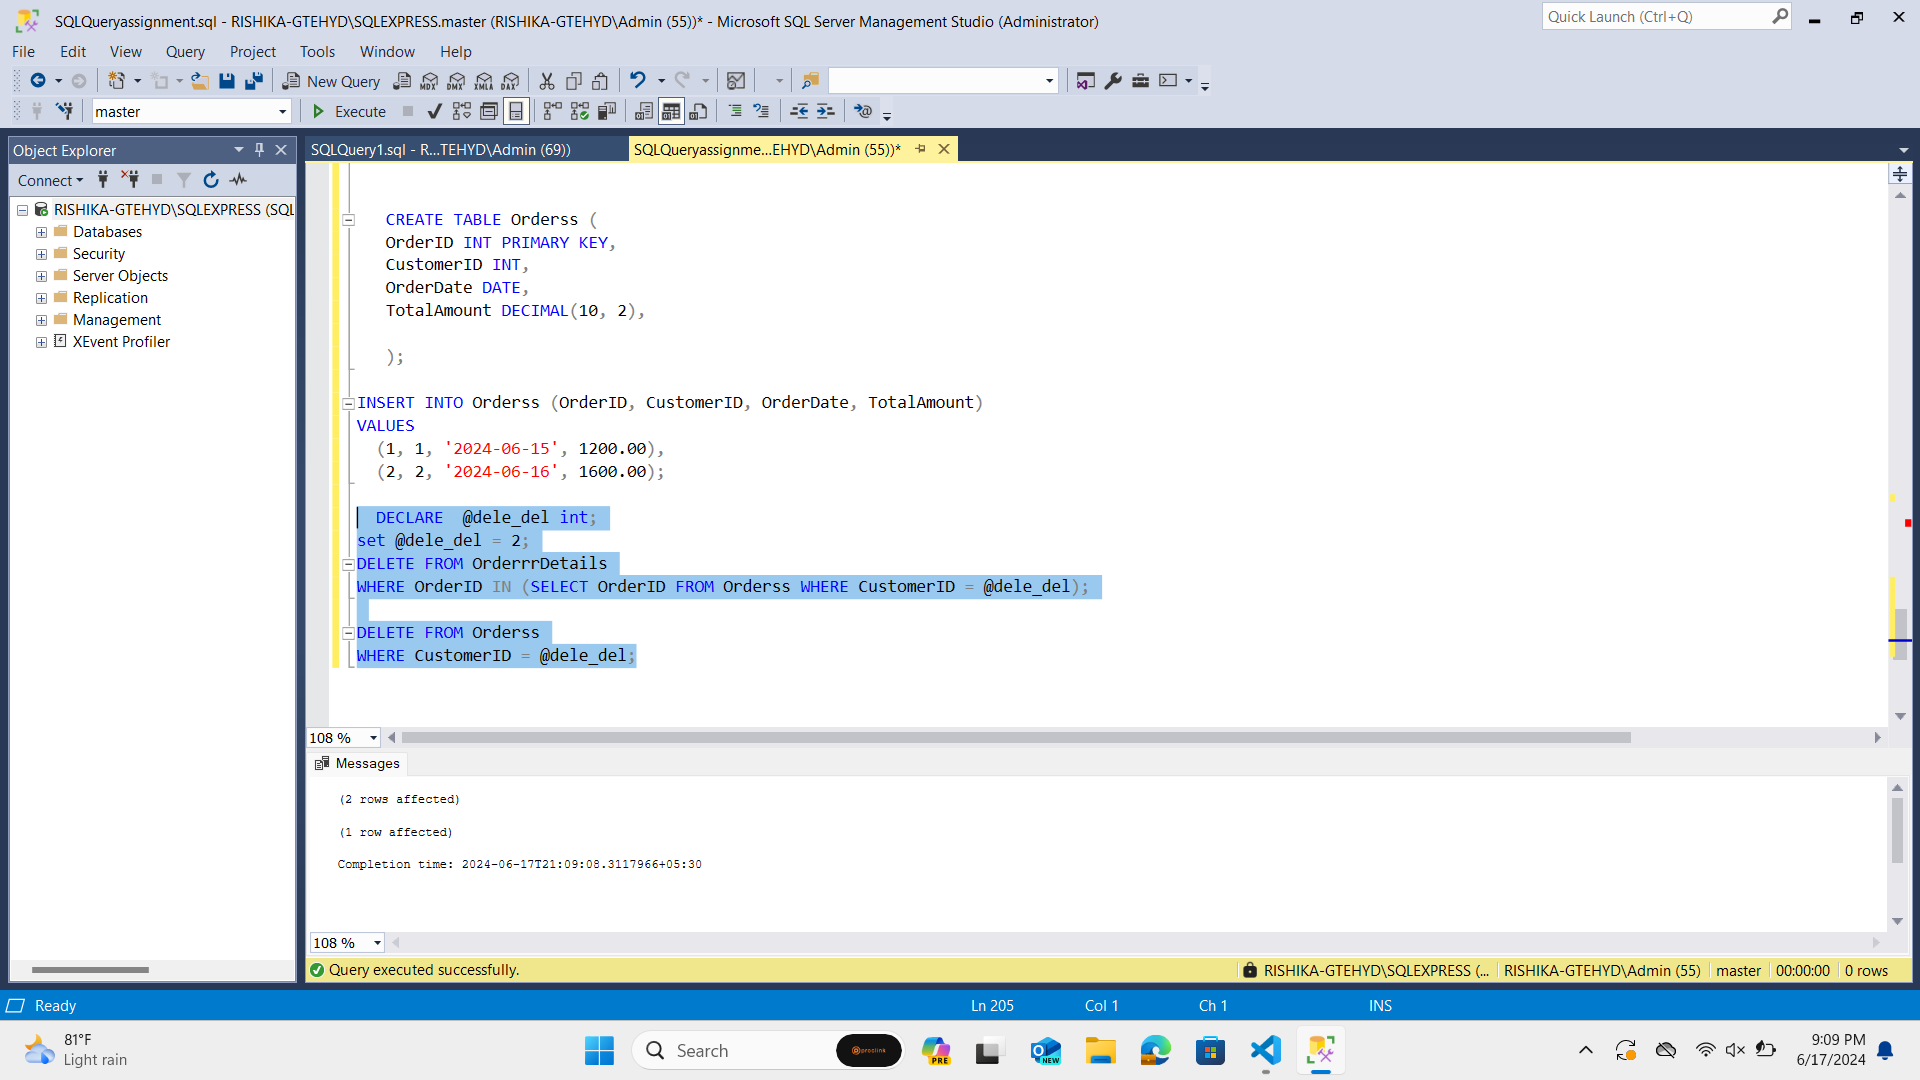 SQLQueryassignment.sql - RISHIKA-GTEHYD\SQLEXPRESS.master (RISHIKA-GTEHYD\Admin (55))* - Microsoft SQL Server Management Studio (Administrator)
Quick Launch (Ctrl+Q)
File Edit View Query Project Tools Window Help
New Query MDX DMX XMLA DAX
master Execute
Object Explorer
Connect
RISHIKA-GTEHYD\SQLEXPRESS (SQL
Databases
Security
Server Objects
Replication
Management
XEvent Profiler
SQLQuery1.sql - R...TEHYD\Admin (69))
SQLQueryassignme...EHYD\Admin (55))*
CREATE TABLE Orderss (
OrderID INT PRIMARY KEY,
CustomerID INT,
OrderDate DATE,
TotalAmount DECIMAL(10, 2),
);
INSERT INTO Orderss (OrderID, CustomerID, OrderDate, TotalAmount)
VALUES
(1, 1, '2024-06-15', 1200.00),
(2, 2, '2024-06-16', 1600.00);
DECLARE  @dele_del int;
set @dele_del = 2;
DELETE FROM OrderrrDetails
WHERE OrderID IN (SELECT OrderID FROM Orderss WHERE CustomerID = @dele_del);
DELETE FROM Orderss
WHERE CustomerID = @dele_del;
108 %
Messages
(2 rows affected)
(1 row affected)
Completion time: 2024-06-17T21:09:08.3117966+05:30
108 %
Query executed successfully.
RISHIKA-GTEHYD\SQLEXPRESS (... RISHIKA-GTEHYD\Admin (55) master 00:00:00 0 rows
Ready Ln 205 Col 1 Ch 1 INS
81°F
Light rain
Search
proclink
PRE
NEW
9:09 PM
6/17/2024